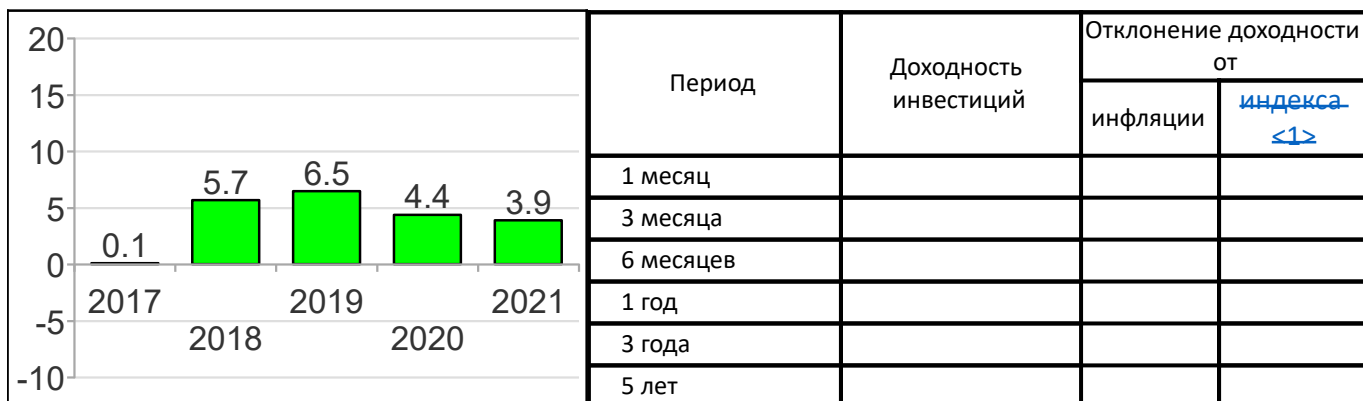 20
15
10
5
0
-5
-10
0.1
5.7
6.5
4.4
3.9
2017
2018
2019
2020
2021
Период
Доходность
инвестиций
Отклонение доходности
от
инфляции
индекса
<1>
1 месяц
3 месяца
6 месяцев
1 год
3 года
5 лет